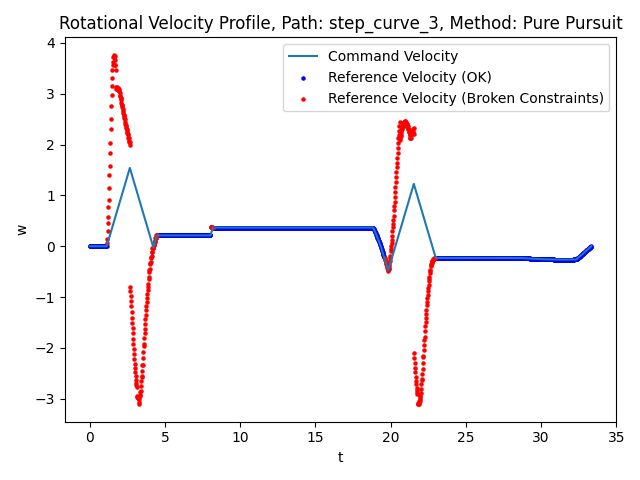 Rotational Velocity Profile, Path: step_curve_3, Method: Pure Pursuit
Command Velocity
Reference Velocity (OK)
Reference Velocity (Broken Constraints)
4
3
2
1
0
−1
−2
−3
w
0 5 10 15 20 25 30 35
t